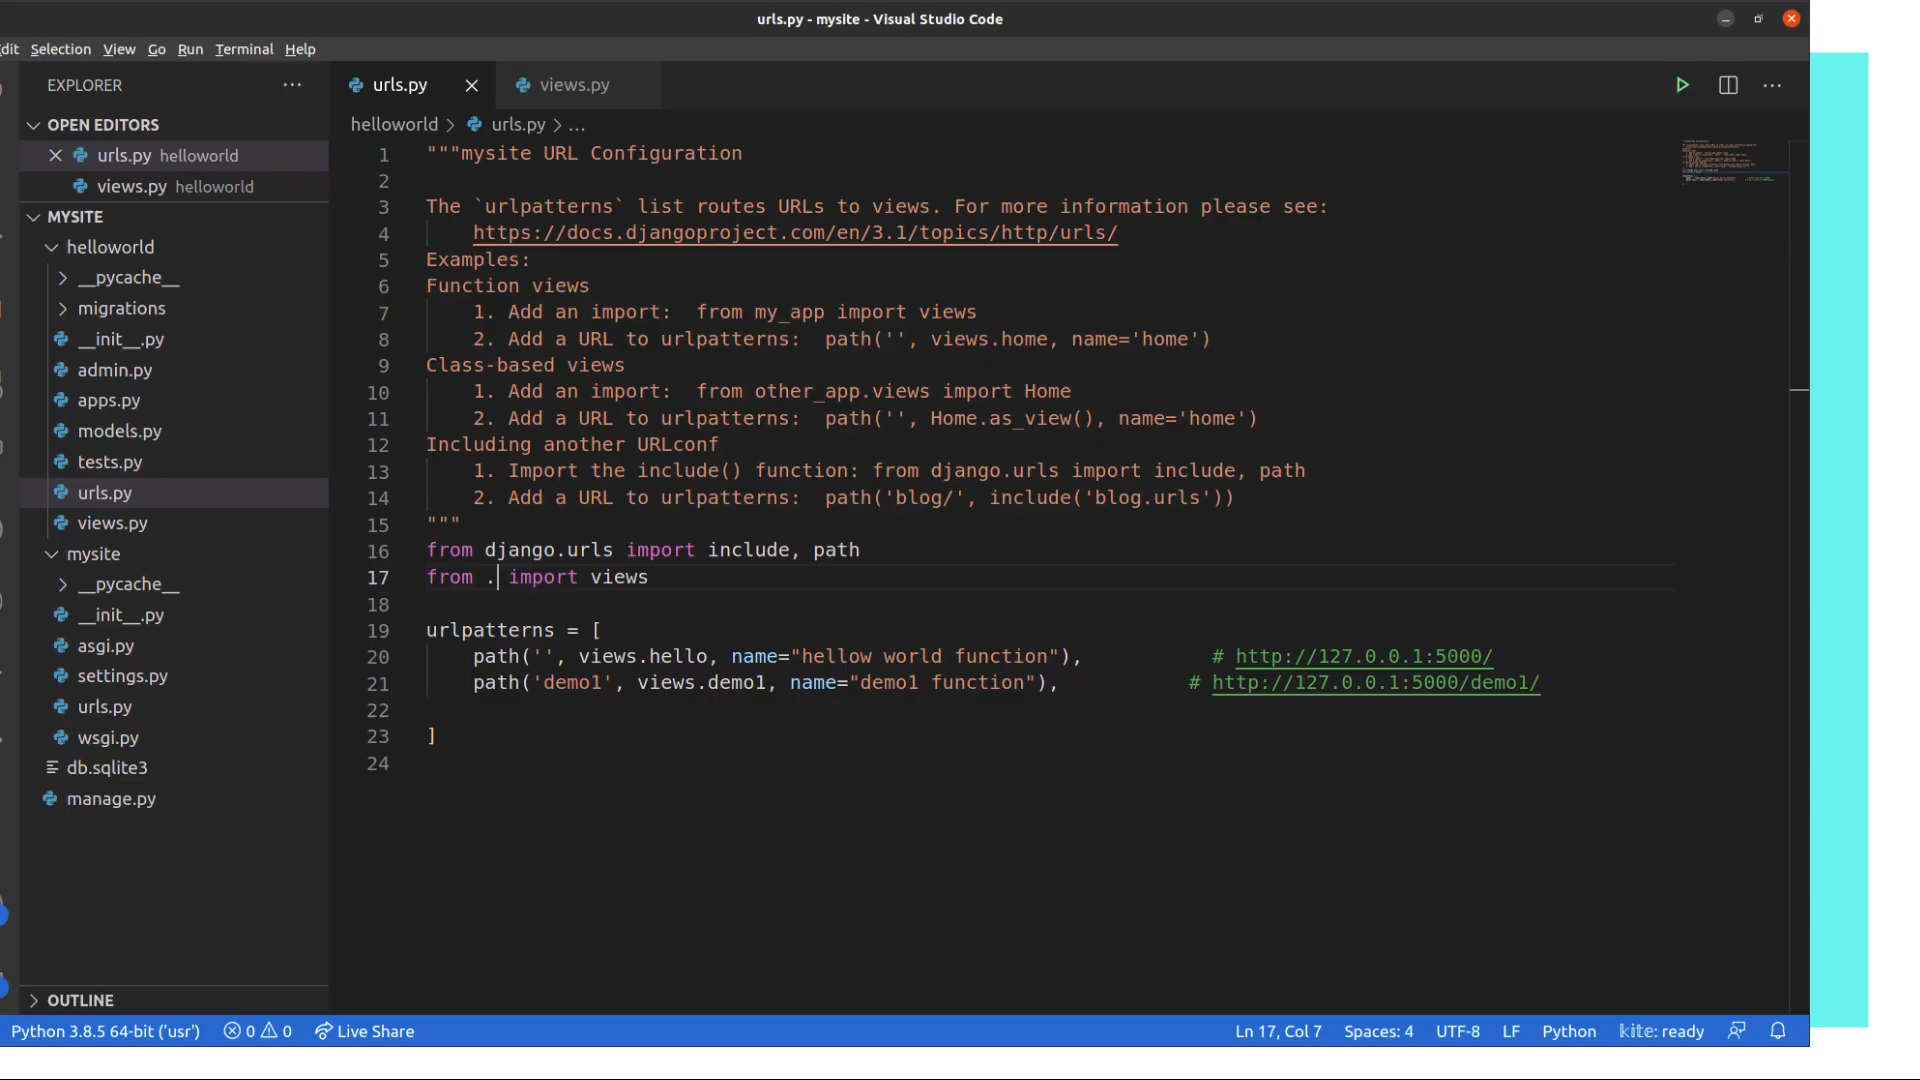 urls.py - mysite - Visual Studio Code
dit Selection View Go Run Terminal Help
EXPLORER
urls.py
views.py
OPEN EDITORS
helloworld > urls.py > ...
urls.py helloworld
views.py helloworld
MYSITE
helloworld
__pycache__
migrations
__init__.py
admin.py
apps.py
models.py
tests.py
urls.py
views.py
mysite
__pycache__
__init__.py
asgi.py
settings.py
urls.py
wsgi.py
db.sqlite3
manage.py
OUTLINE
1 """mysite URL Configuration
2
3 The `urlpatterns` list routes URLs to views. For more information please see:
4 https://docs.djangoproject.com/en/3.1/topics/http/urls/
5 Examples:
6 Function views
7 1. Add an import:  from my_app import views
8 2. Add a URL to urlpatterns:  path('', views.home, name='home')
9 Class-based views
10 1. Add an import:  from other_app.views import Home
11 2. Add a URL to urlpatterns:  path('', Home.as_view(), name='home')
12 Including another URLconf
13 1. Import the include() function: from django.urls import include, path
14 2. Add a URL to urlpatterns:  path('blog/', include('blog.urls'))
15 """
16 from django.urls import include, path
17 from . import views
18
19 urlpatterns = [
20 path('', views.hello, name="hellow world function"), # http://127.0.0.1:5000/
21 path('demo1', views.demo1, name="demo1 function"), # http://127.0.0.1:5000/demo1/
22
23 ]
24
Python 3.8.5 64-bit ('usr') 0 0 Live Share Ln 17, Col 7 Spaces: 4 UTF-8 LF Python kite: ready